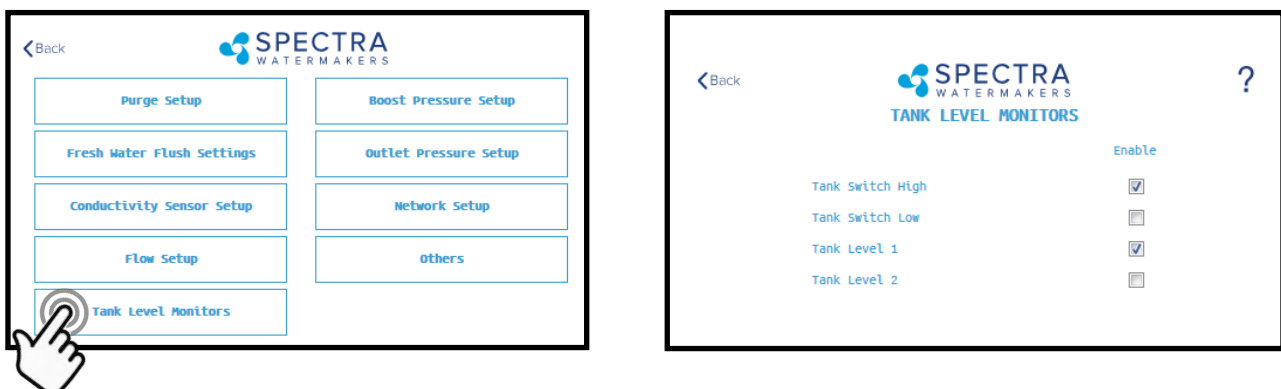 Back
SPECTRA
WATERMAKERS
Purge Setup
Boost Pressure Setup
Fresh Water Flush Settings
Outlet Pressure Setup
Conductivity Sensor Setup
Network Setup
Flow Setup
Others
Tank Level Monitors
Back
SPECTRA
WATERMAKERS
?
TANK LEVEL MONITORS
Enable
Tank Switch High
Tank Switch Low
Tank Level 1
Tank Level 2